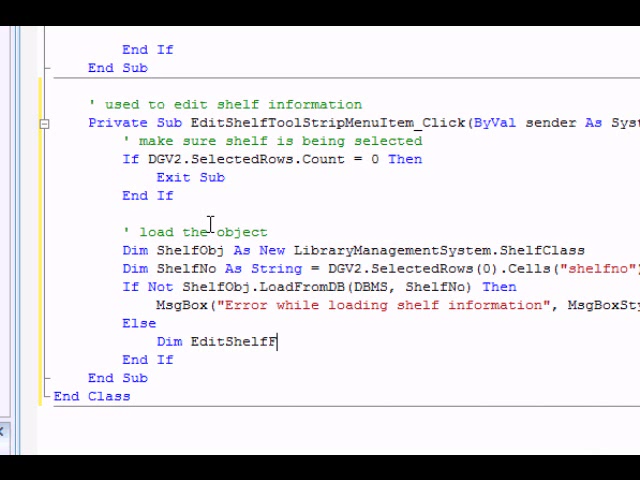 End If
End Sub
' used to edit shelf information
Private Sub EditShelfToolStripMenuItem_Click(ByVal sender As Syst
' make sure shelf is being selected
If DGV2.SelectedRows.Count = 0 Then
Exit Sub
End If
' load the object
Dim ShelfObj As New LibraryManagementSystem.ShelfClass
Dim ShelfNo As String = DGV2.SelectedRows(0).Cells("shelfno")
If Not ShelfObj.LoadFromDB(DBMS, ShelfNo) Then
MsgBox("Error while loading shelf information", MsgBoxSty
Else
Dim EditShelfF
End If
End Sub
End Class